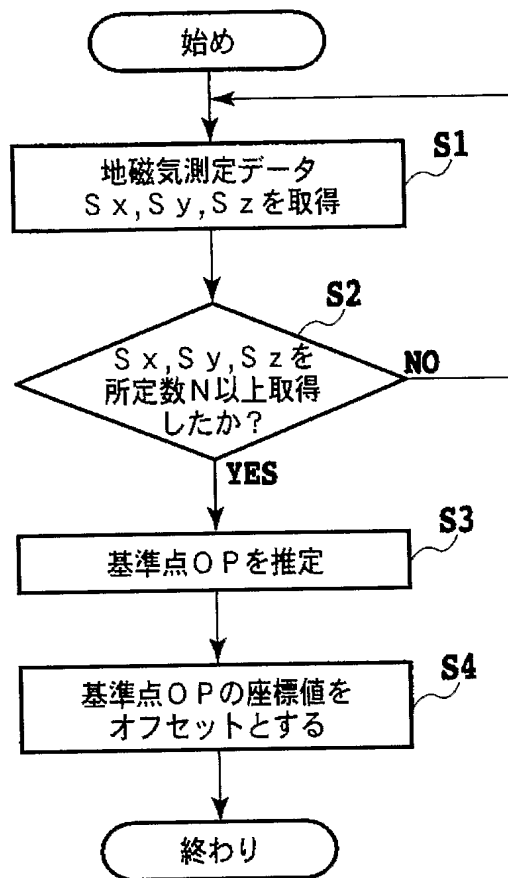 始め
S1
地磁気測定データ
Sx,Sy,Szを取得
S2
Sx,Sy,Szを
所定数N以上取得
したか?
NO
YES
S3
基準点OPを推定
S4
基準点OPの座標値を
オフセットとする
終わり